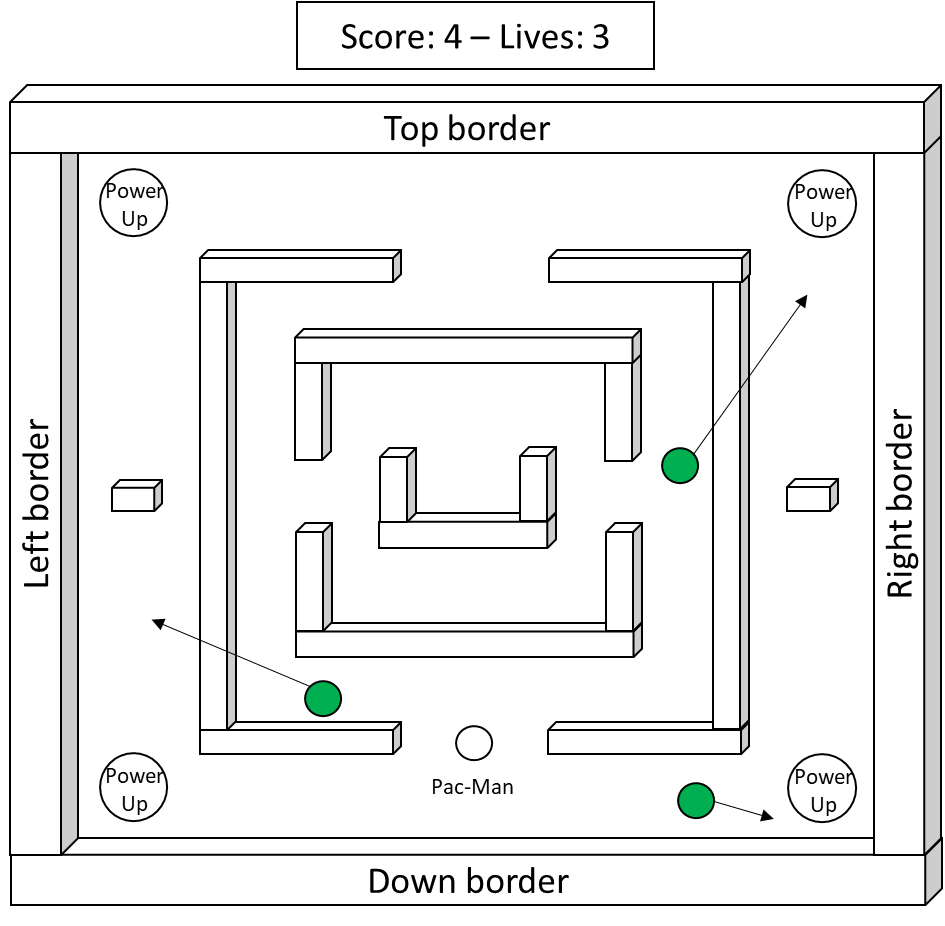 Score: 4 – Lives: 3
Top border
Power
Up
Power
Up
Left border
Right border
Power
Up
Pac-Man
Power
Up
Down border